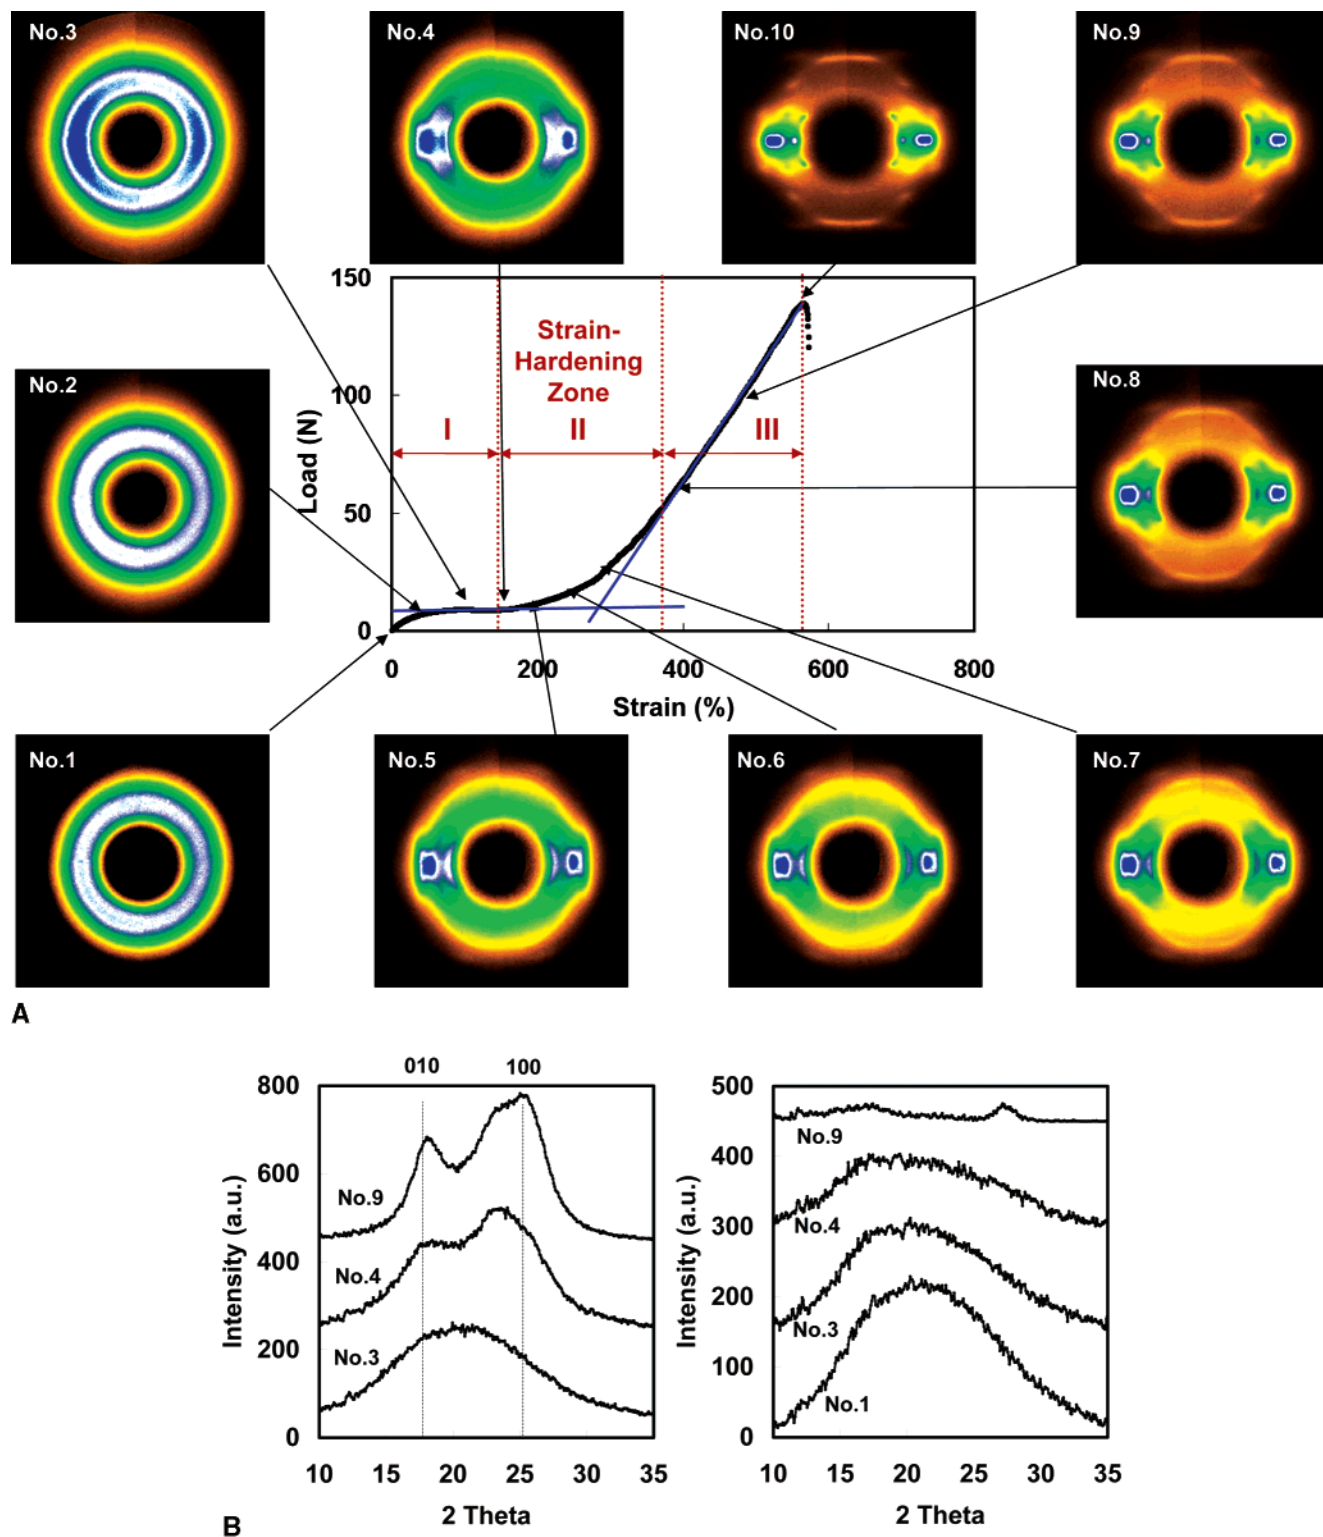 No.3
No.4
No.10
No.9
150
Strain-
Hardening
Zone
No.2
100
No.8
I
II
III
Load (N)
50
0
0
200
400
600
800
Strain (%)
No.1
No.5
No.6
No.7
A
010
100
800
500
No.9
400
600
No.9
No.4
300
Intensity (a.u.)
Intensity (a.u.)
400
No.4
200
No.3
200
No.3
100
No.1
0
0
10 15 20 25 30 35
10 15 20 25 30 35
2 Theta
2 Theta
B